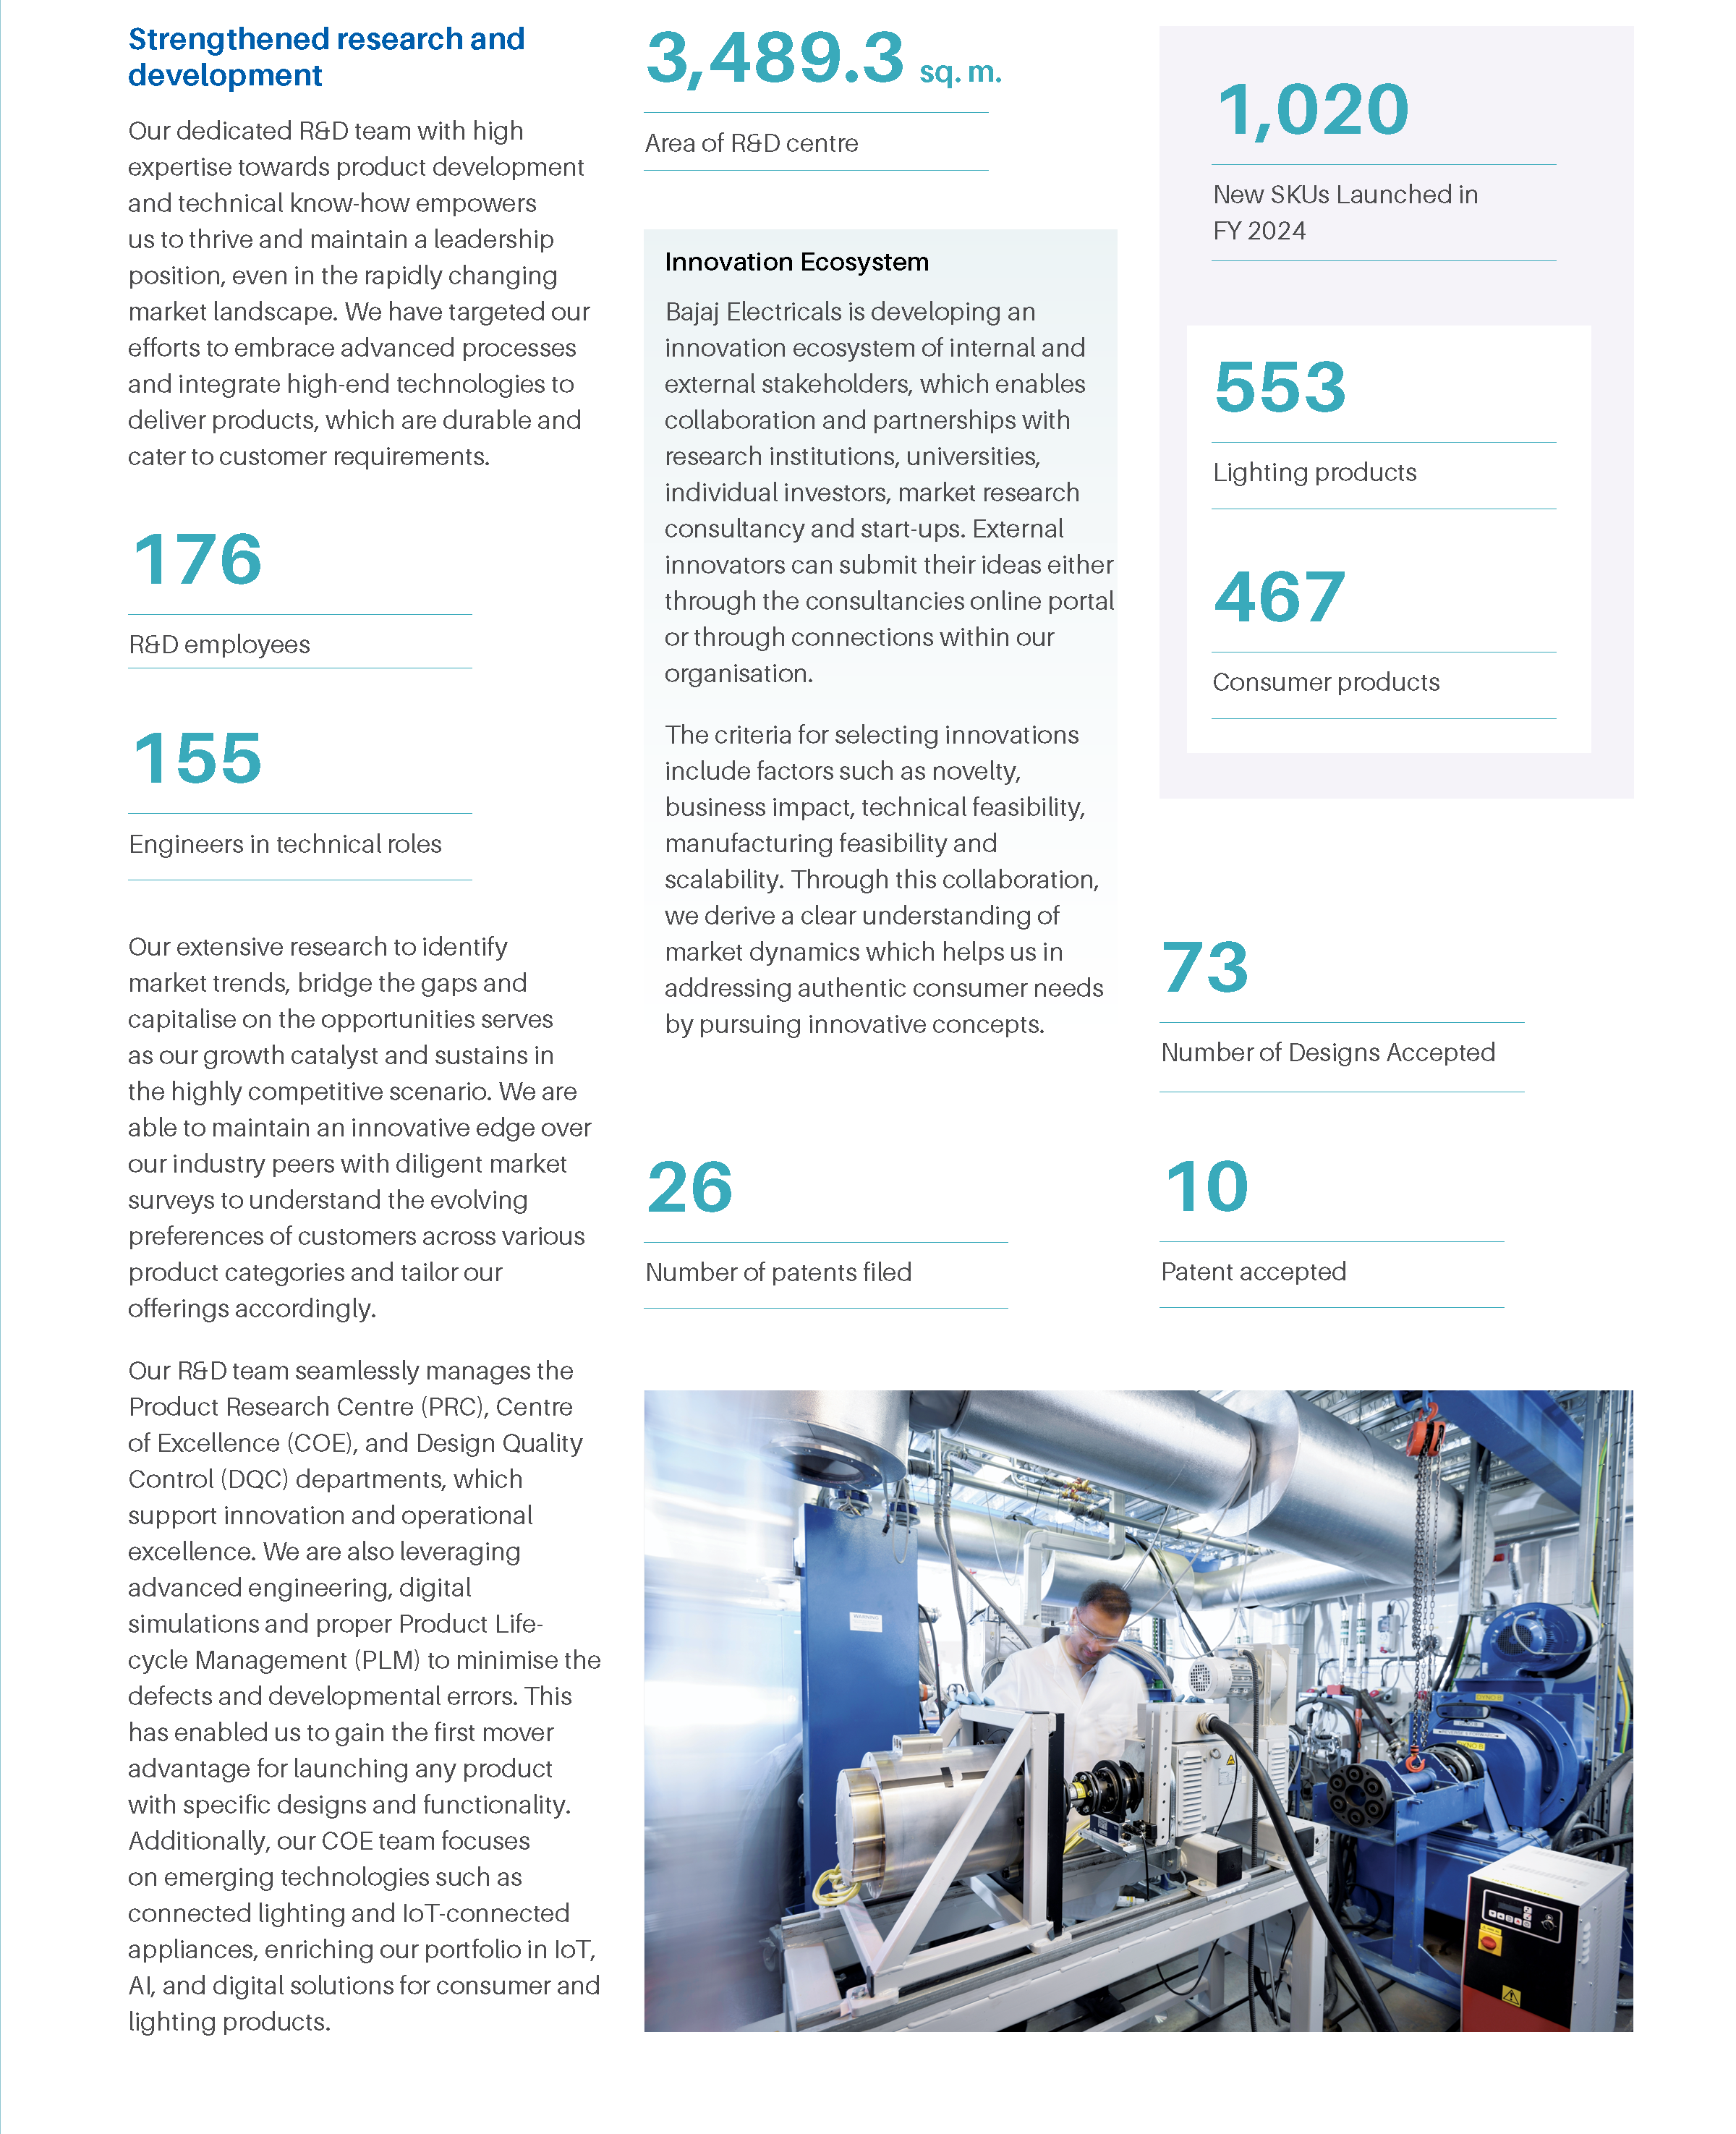 Strengthened research and
development
Our dedicated R&D team with high
expertise towards product development
and technical know-how empowers
us to thrive and maintain a leadership
position, even in the rapidly changing
market landscape. We have targeted our
efforts to embrace advanced processes
and integrate high-end technologies to
deliver products, which are durable and
cater to customer requirements.
176
R&D employees
155
Engineers in technical roles
Our extensive research to identify
market trends, bridge the gaps and
capitalise on the opportunities serves
as our growth catalyst and sustains in
the highly competitive scenario. We are
able to maintain an innovative edge over
our industry peers with diligent market
surveys to understand the evolving
preferences of customers across various
product categories and tailor our
offerings accordingly.
Our R&D team seamlessly manages the
Product Research Centre (PRC), Centre
of Excellence (COE), and Design Quality
Control (DQC) departments, which
support innovation and operational
excellence. We are also leveraging
advanced engineering, digital
simulations and proper Product Life-
cycle Management (PLM) to minimise the
defects and developmental errors. This
has enabled us to gain the first mover
advantage for launching any product
with specific designs and functionality.
Additionally, our COE team focuses
on emerging technologies such as
connected lighting and IoT-connected
appliances, enriching our portfolio in IoT,
AI, and digital solutions for consumer and
lighting products.
3,489.3 sq. m.
Area of R&D centre
Innovation Ecosystem
Bajaj Electricals is developing an
innovation ecosystem of internal and
external stakeholders, which enables
collaboration and partnerships with
research institutions, universities,
individual investors, market research
consultancy and start-ups. External
innovators can submit their ideas either
through the consultancies online portal
or through connections within our
organisation.
The criteria for selecting innovations
include factors such as novelty,
business impact, technical feasibility,
manufacturing feasibility and
scalability. Through this collaboration,
we derive a clear understanding of
market dynamics which helps us in
addressing authentic consumer needs
by pursuing innovative concepts.
26
Number of patents filed
1,020
New SKUs Launched in
FY 2024
553
Lighting products
467
Consumer products
73
Number of Designs Accepted
10
Patent accepted